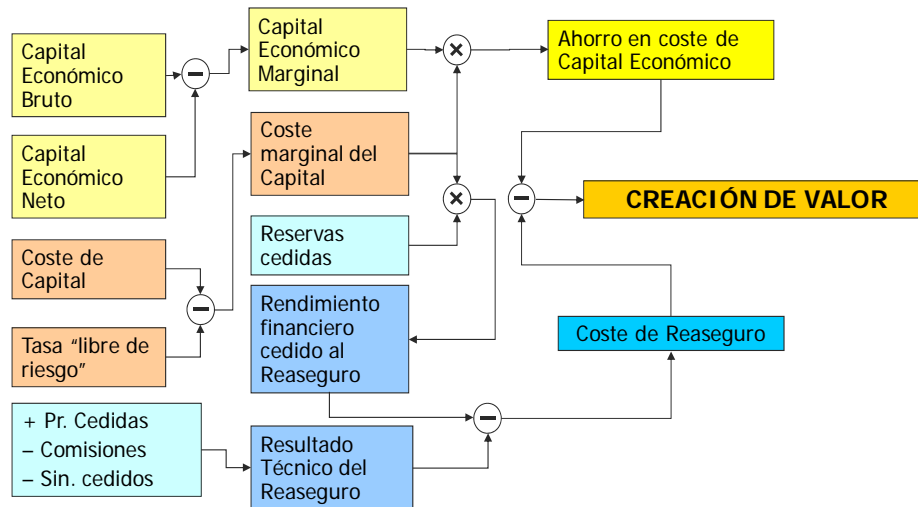 Capital
Económico
Bruto
Capital
Económico
Marginal
Ahorro en coste de
Capital Económico
Capital
Económico
Neto
Coste
marginal del
Capital
CREACIÓN DE VALOR
Reservas
cedidas
Coste de
Capital
Tasa “libre de
riesgo”
Rendimiento
financiero
cedido al
Reaseguro
Coste de Reaseguro
+ Pr. Cedidas
– Comisiones
– Sin. cedidos
Resultado
Técnico del
Reaseguro